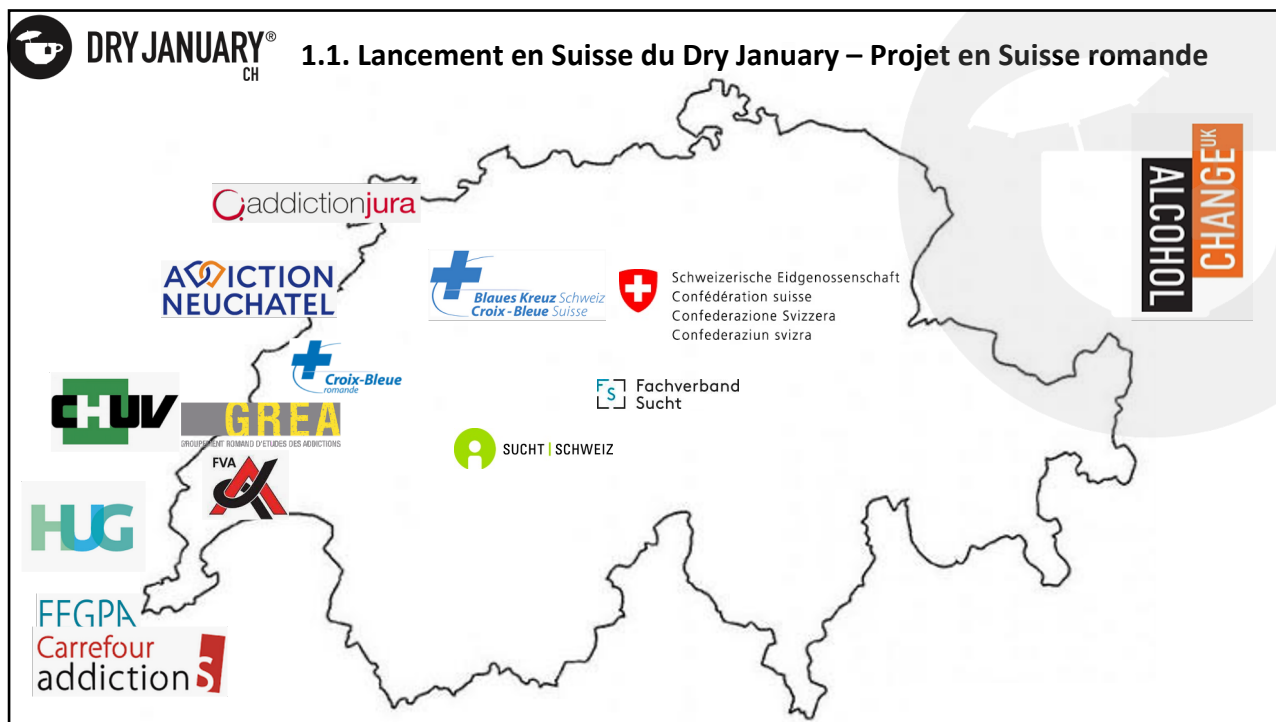 DRY JANUARY®
CH
1.1. Lancement en Suisse du Dry January – Projet en Suisse romande
ALCOHOL
CHANGE UK
addictionjura
ADDICTION
NEUCHATEL
Blaues Kreuz Schweiz
Croix-Bleue Suisse
Schweizerische Eidgenossenschaft
Confédération suisse
Confederazione Svizzera
Confederaziun svizra
Croix-Bleue
romande
CHUV
GREA
GROUPEMENT ROMAND D'ETUDES DES ADDICTIONS
FS
Fachverband
Sucht
SUCHT | SCHWEIZ
FVA
HUG
FFGPA
Carrefour
addictionS